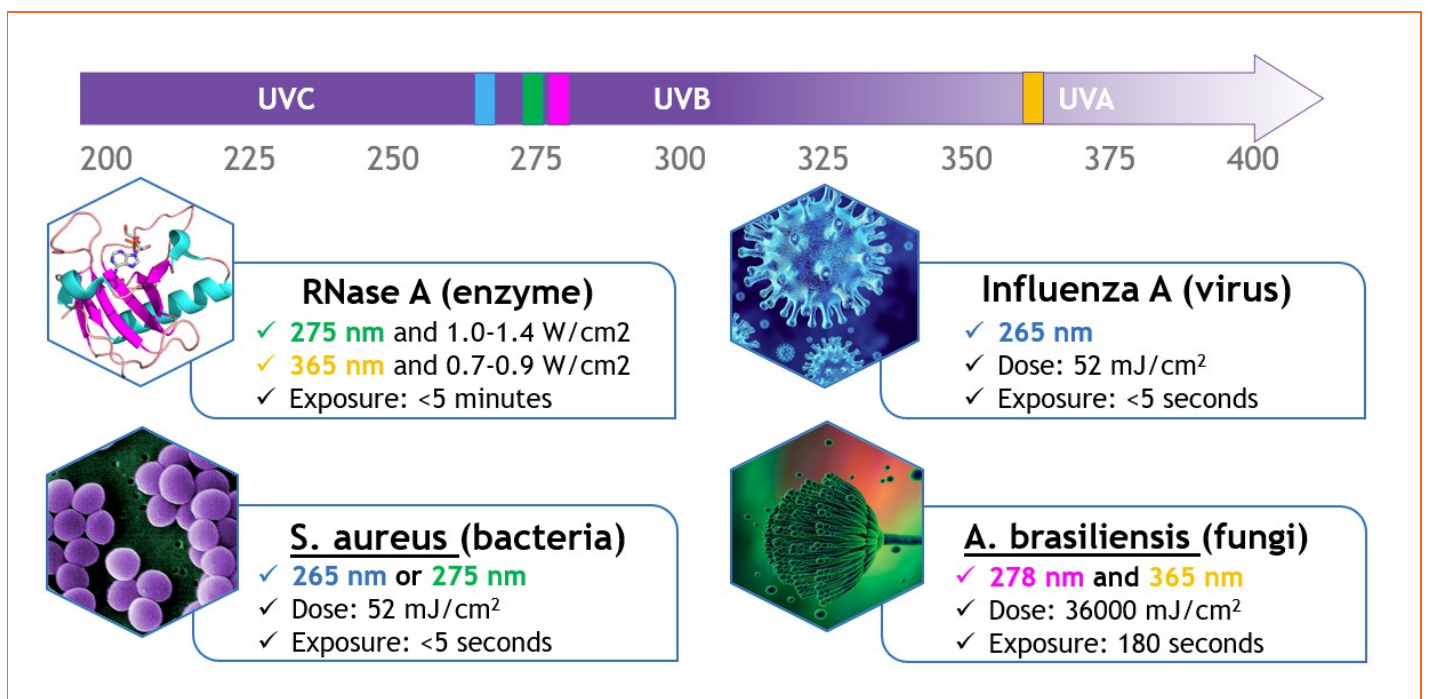 UVC UVB UVA
200 225 250 275 300 325 350 375 400
RNase A (enzyme)
✓ 275 nm and 1.0-1.4 W/cm2
✓ 365 nm and 0.7-0.9 W/cm2
✓ Exposure: <5 minutes
Influenza A (virus)
✓ 265 nm
✓ Dose: 52 mJ/cm²
✓ Exposure: <5 seconds
S. aureus (bacteria)
✓ 265 nm or 275 nm
✓ Dose: 52 mJ/cm²
✓ Exposure: <5 seconds
A. brasiliensis (fungi)
✓ 278 nm and 365 nm
✓ Dose: 36000 mJ/cm²
✓ Exposure: 180 seconds